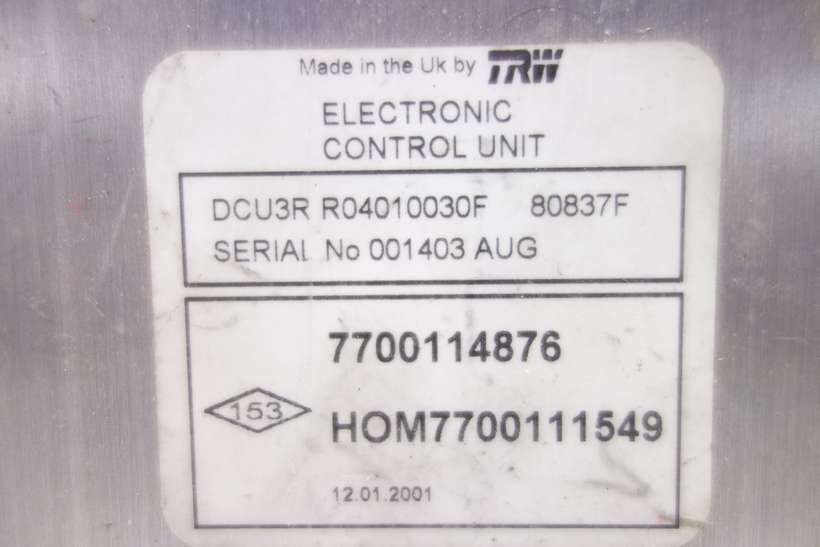 Made in the Uk by TRW
ELECTRONIC
CONTROL UNIT
DCU3R R04010030F 80837F
SERIAL No 001403 AUG
7700114876
153
HOM7700111549
12.01.2001